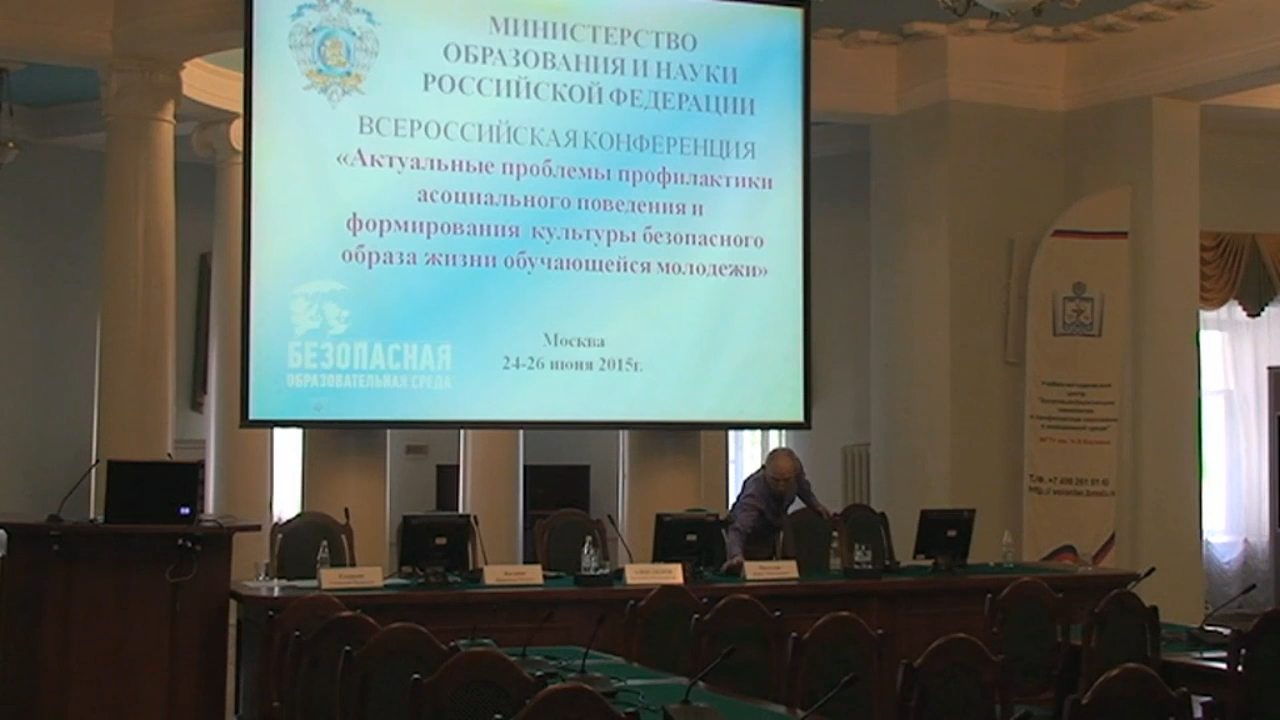 МИНИСТЕРСТВО
ОБРАЗОВАНИЯ И НАУКИ
РОССИЙСКОЙ ФЕДЕРАЦИИ
ВСЕРОССИЙСКАЯ КОНФЕРЕНЦИЯ
«Актуальные проблемы профилактики
асоциального поведения и
формирования культуры безопасного
образа жизни обучающейся молодежи»
Москва
24-26 июня 2015г.
БЕЗОПАСНАЯ
ОБРАЗОВАТЕЛЬНАЯ СРЕДА